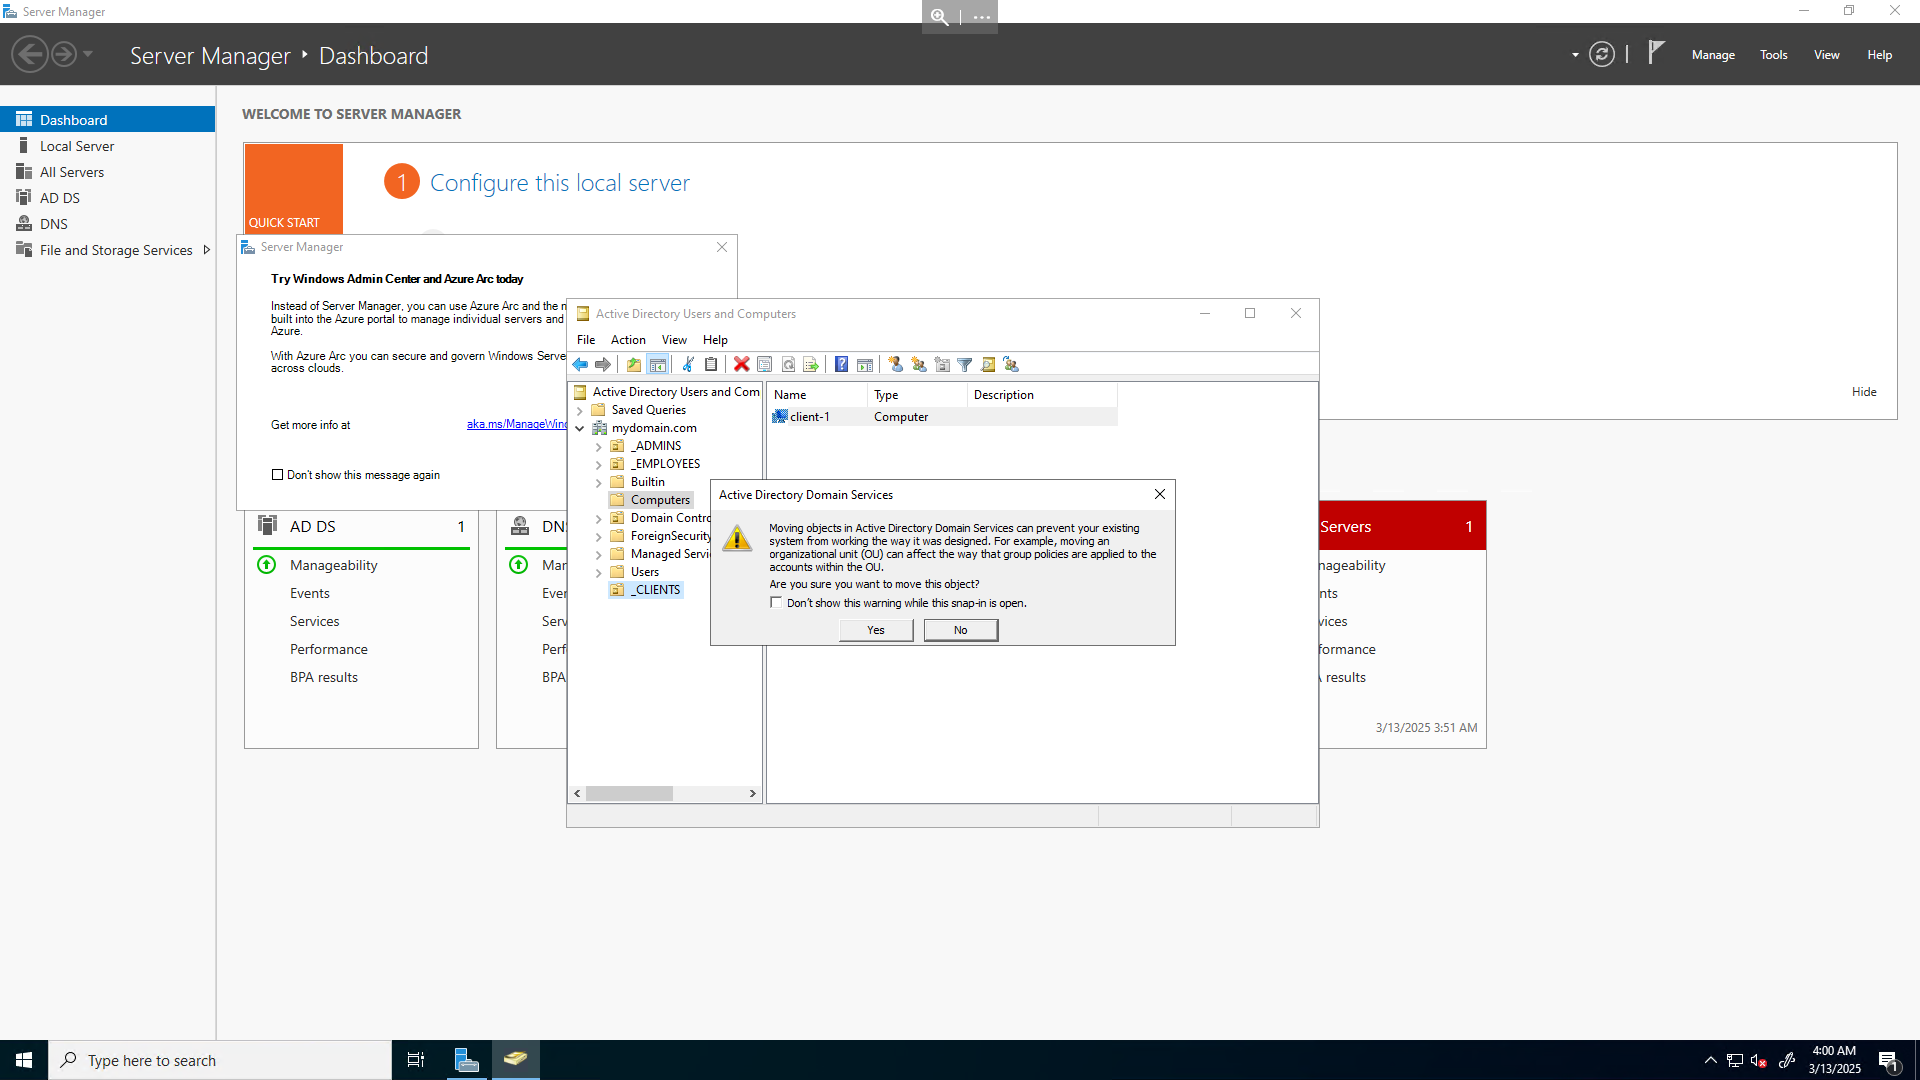 Server Manager
Server Manager ‣ Dashboard
Manage
Tools
View
Help
Dashboard
Local Server
All Servers
AD DS
DNS
File and Storage Services
WELCOME TO SERVER MANAGER
QUICK START
1
Configure this local server
Hide
Server Manager
Try Windows Admin Center and Azure Arc today
Instead of Server Manager, you can use Azure Arc and the
built into the Azure portal to manage individual servers and
Azure.
With Azure Arc you can secure and govern Windows
across clouds.
Get more info at
aka.ms/ManageWin
Don't show this message again
Active Directory Users and Computers
File
Action
View
Help
Active Directory Users and Com
Saved Queries
mydomain.com
_ADMINS
_EMPLOYEES
Builtin
Computers
Domain Contro
ForeignSecurity
Managed Servi
Users
_CLIENTS
Name
Type
Description
client-1
Computer
Active Directory Domain Services
Moving objects in Active Directory Domain Services can prevent your existing
system from working the way it was designed. For example, moving an
organizational unit (OU) can affect the way that group policies are applied to the
accounts within the OU.
Are you sure you want to move this object?
Don't show this warning while this snap-in is open.
Yes
No
AD DS
1
Manageability
Events
Services
Performance
BPA results
DN
Mar
Ever
Serv
Perf
BPA
Servers
1
nageability
nts
vices
formance
results
3/13/2025 3:51 AM
Type here to search
4:00 AM
3/13/2025
1